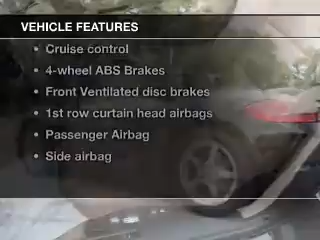 VEHICLE FEATURES
• Cruise control
• 4-wheel ABS Brakes
• Front Ventilated disc brakes
• 1st row curtain head airbags
• Passenger Airbag
• Side airbag